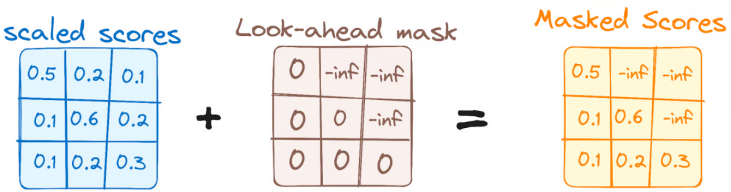 scaled scores Look-ahead mask Masked Scores
0.5 0.2 0.1 0 -inf -inf 0.5 -inf -inf
0.1 0.6 0.2 + 0 0 -inf = 0.1 0.6 -inf
0.1 0.2 0.3 0 0 0 0.1 0.2 0.3